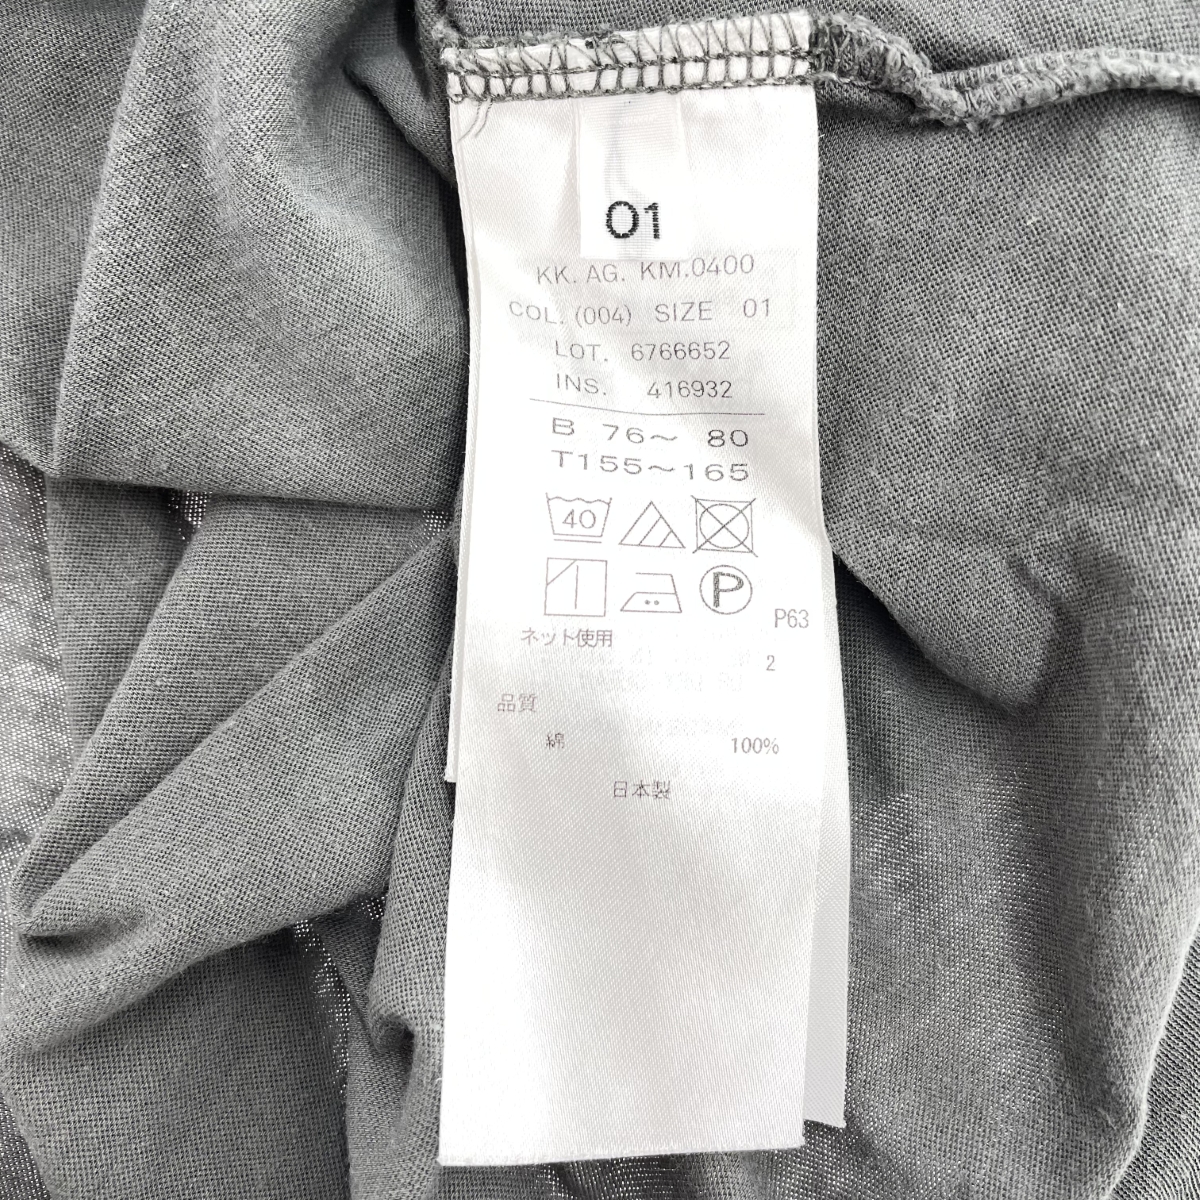 01
KK. AG. KM.0400
COL. (004) SIZE 01
LOT. 6766652
INS. 416932
B 76～ 80
T155～165
40
P
P63
ネット使用
2
品質
綿 100%
日本製